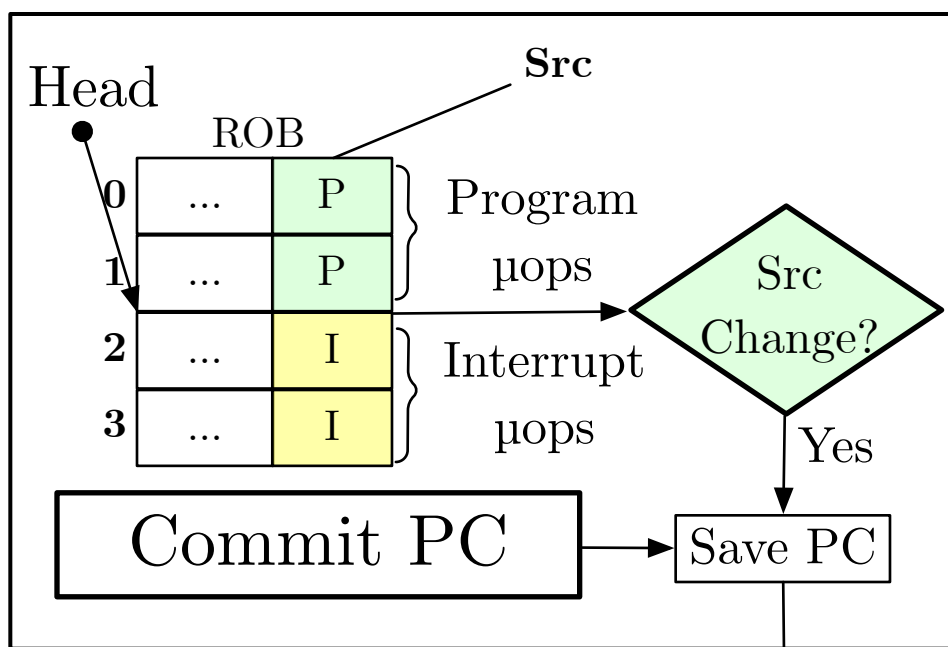 Src
Head
ROB
0 ... P
1 ... P
2 ... I
3 ... I
Program
µops
Interrupt
µops
Src
Change?
Yes
Commit PC
Save PC